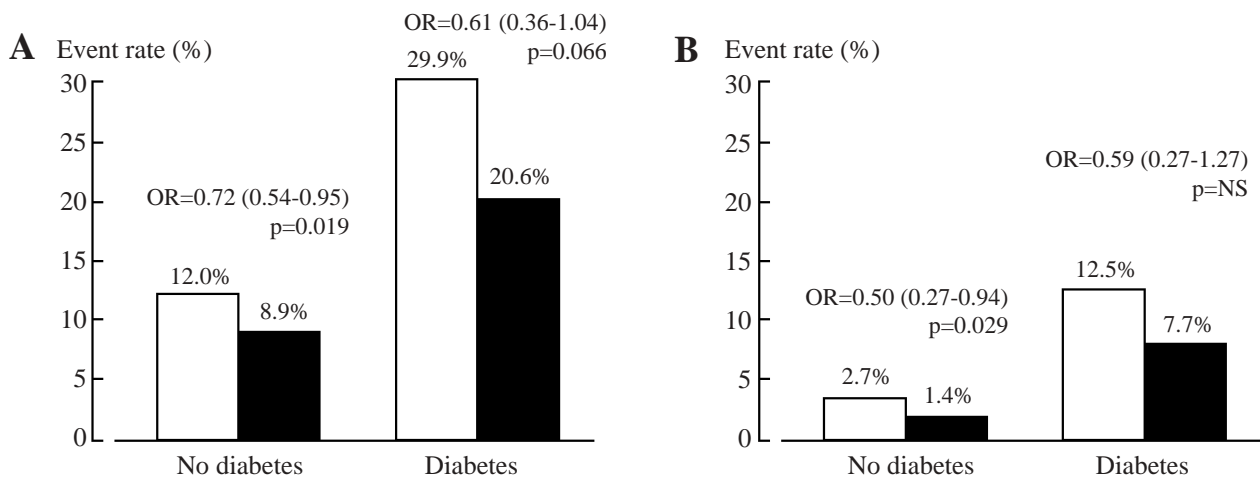 A Event rate (%)
OR=0.61 (0.36-1.04)
p=0.066
30
25
20
15
10
5
0
29.9%
20.6%
OR=0.72 (0.54-0.95)
p=0.019
12.0%
8.9%
No diabetes Diabetes
B Event rate (%)
30
25
20
15
10
5
0
OR=0.59 (0.27-1.27)
p=NS
12.5%
7.7%
OR=0.50 (0.27-0.94)
p=0.029
2.7%
1.4%
No diabetes Diabetes